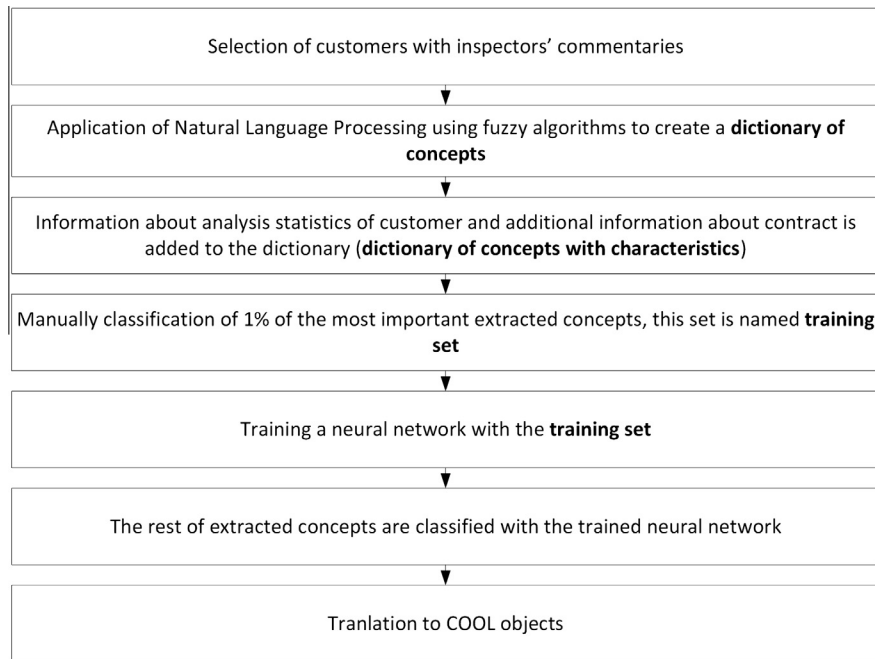 Selection of customers with inspectors’ commentaries
Application of Natural Language Processing using fuzzy algorithms to create a dictionary of
concepts
Information about analysis statistics of customer and additional information about contract is
added to the dictionary (dictionary of concepts with characteristics)
Manually classification of 1% of the most important extracted concepts, this set is named training
set
Training a neural network with the training set
The rest of extracted concepts are classified with the trained neural network
Tranlation to COOL objects